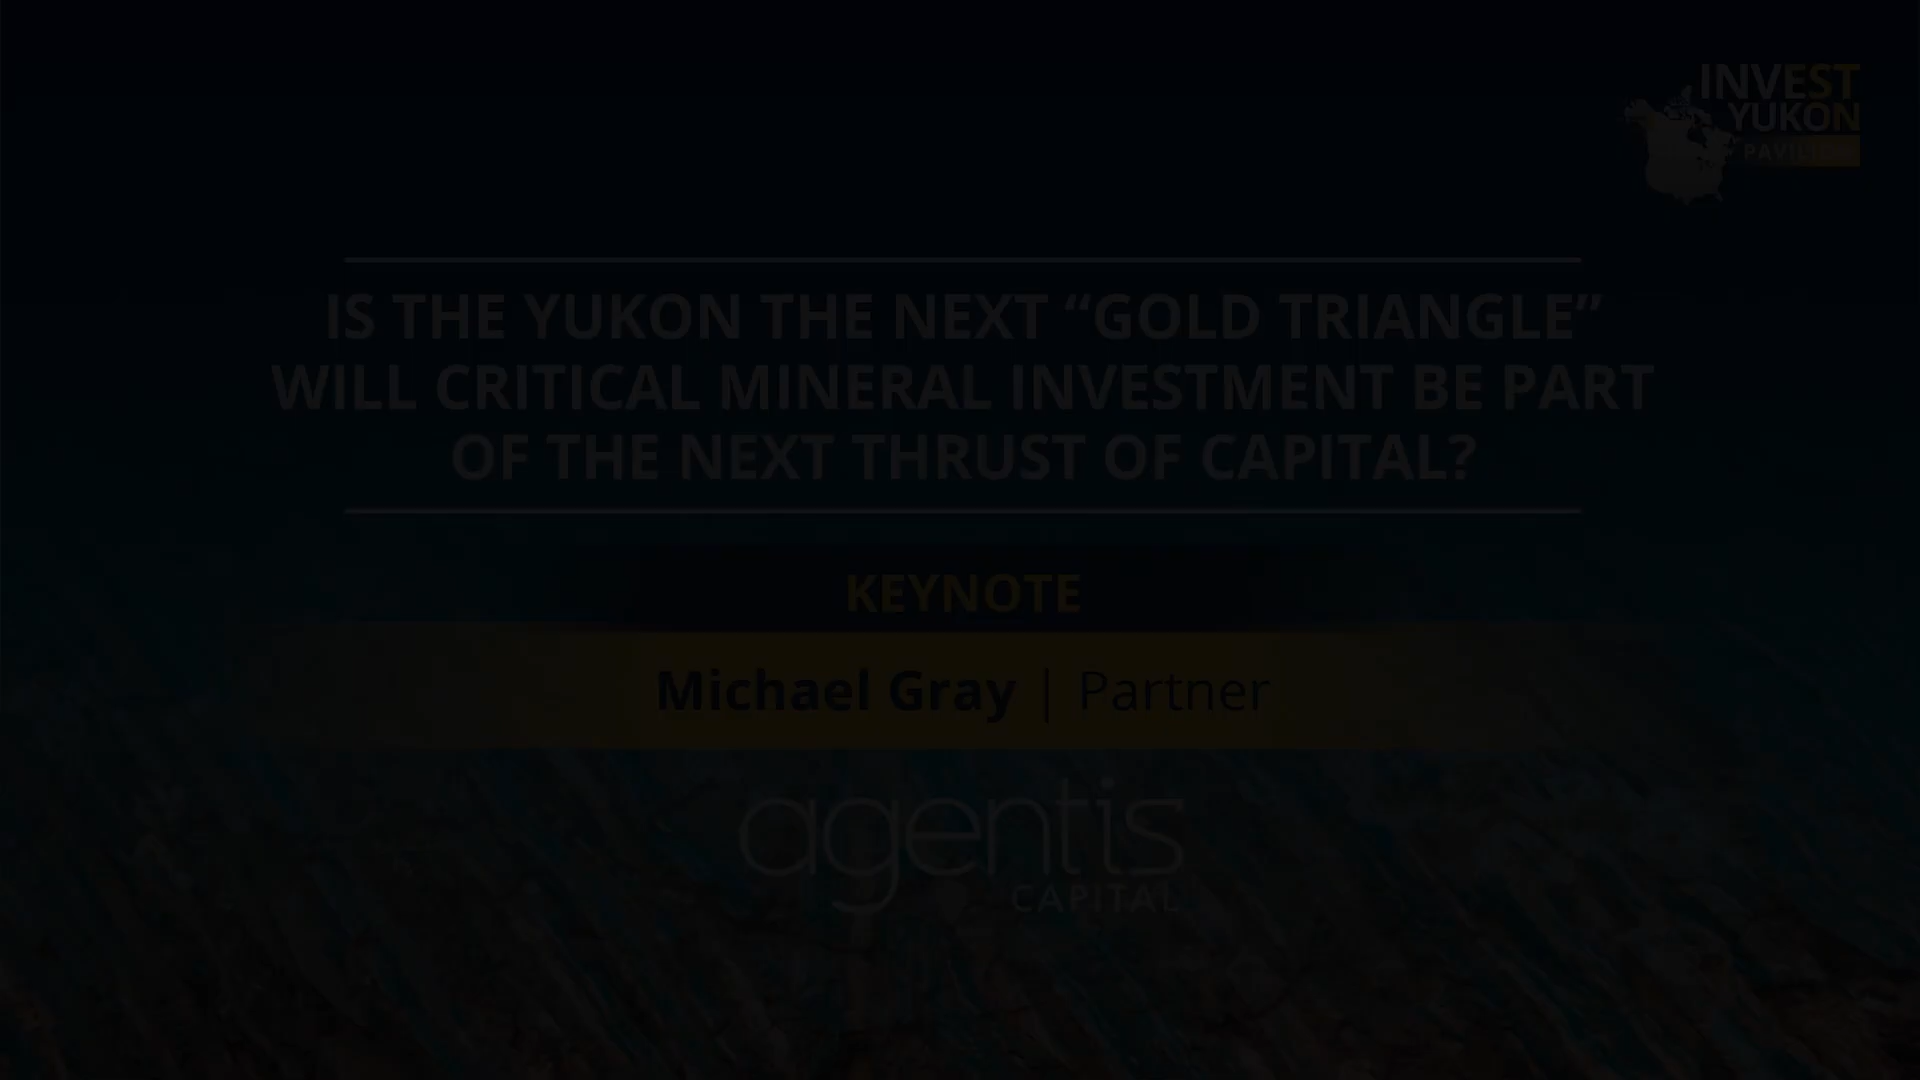 INVEST
YUKON
PAVILION
IS THE YUKON THE NEXT “GOLD TRIANGLE”
WILL CRITICAL MINERAL INVESTMENT BE PART
OF THE NEXT THRUST OF CAPITAL?
KEYNOTE
Michael Gray | Partner
agentis
CAPITAL